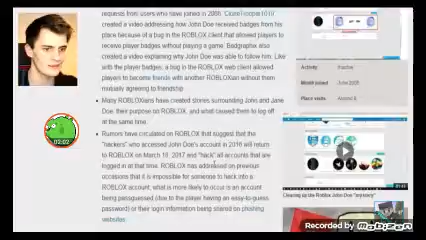 requests from users who have joined in 2006. CloneTrooper1019
created a video addressing how John Doe received badges from his
place because of a bug in the ROBLOX client that allowed players to
receive player badges without playing a game.
created a video explaining why John Doe was able to follow him. Like
with the player badges, a bug in the ROBLOX web client allowed
players to become friends with another ROBLOXian without them
mutually agreeing to friendship
Many ROBLOXians have created stories surrounding John and Jane
Doe, their purpose on ROBLOX, and what caused them to log off
at the same time.
Rumors have circulated on ROBLOX that suggest that the
"hackers" who accessed John Doe's account in 2016 will return
to ROBLOX on March 18, 2017 and "hack" all accounts that are
logged in at that time. ROBLOX has addressed on previous
occasions that it is impossible for someone to hack into a
ROBLOX account; what is more likely to occur is an account
being passguessed (due to the player having an easy-to-guess
password) or their login information being shared on phishing
websites.
02:02
Activity
Inactive
Month joined
June 2006
Place visits
Clearing up the Roblox John Doe "mystery"
Recorded by MoBiZen